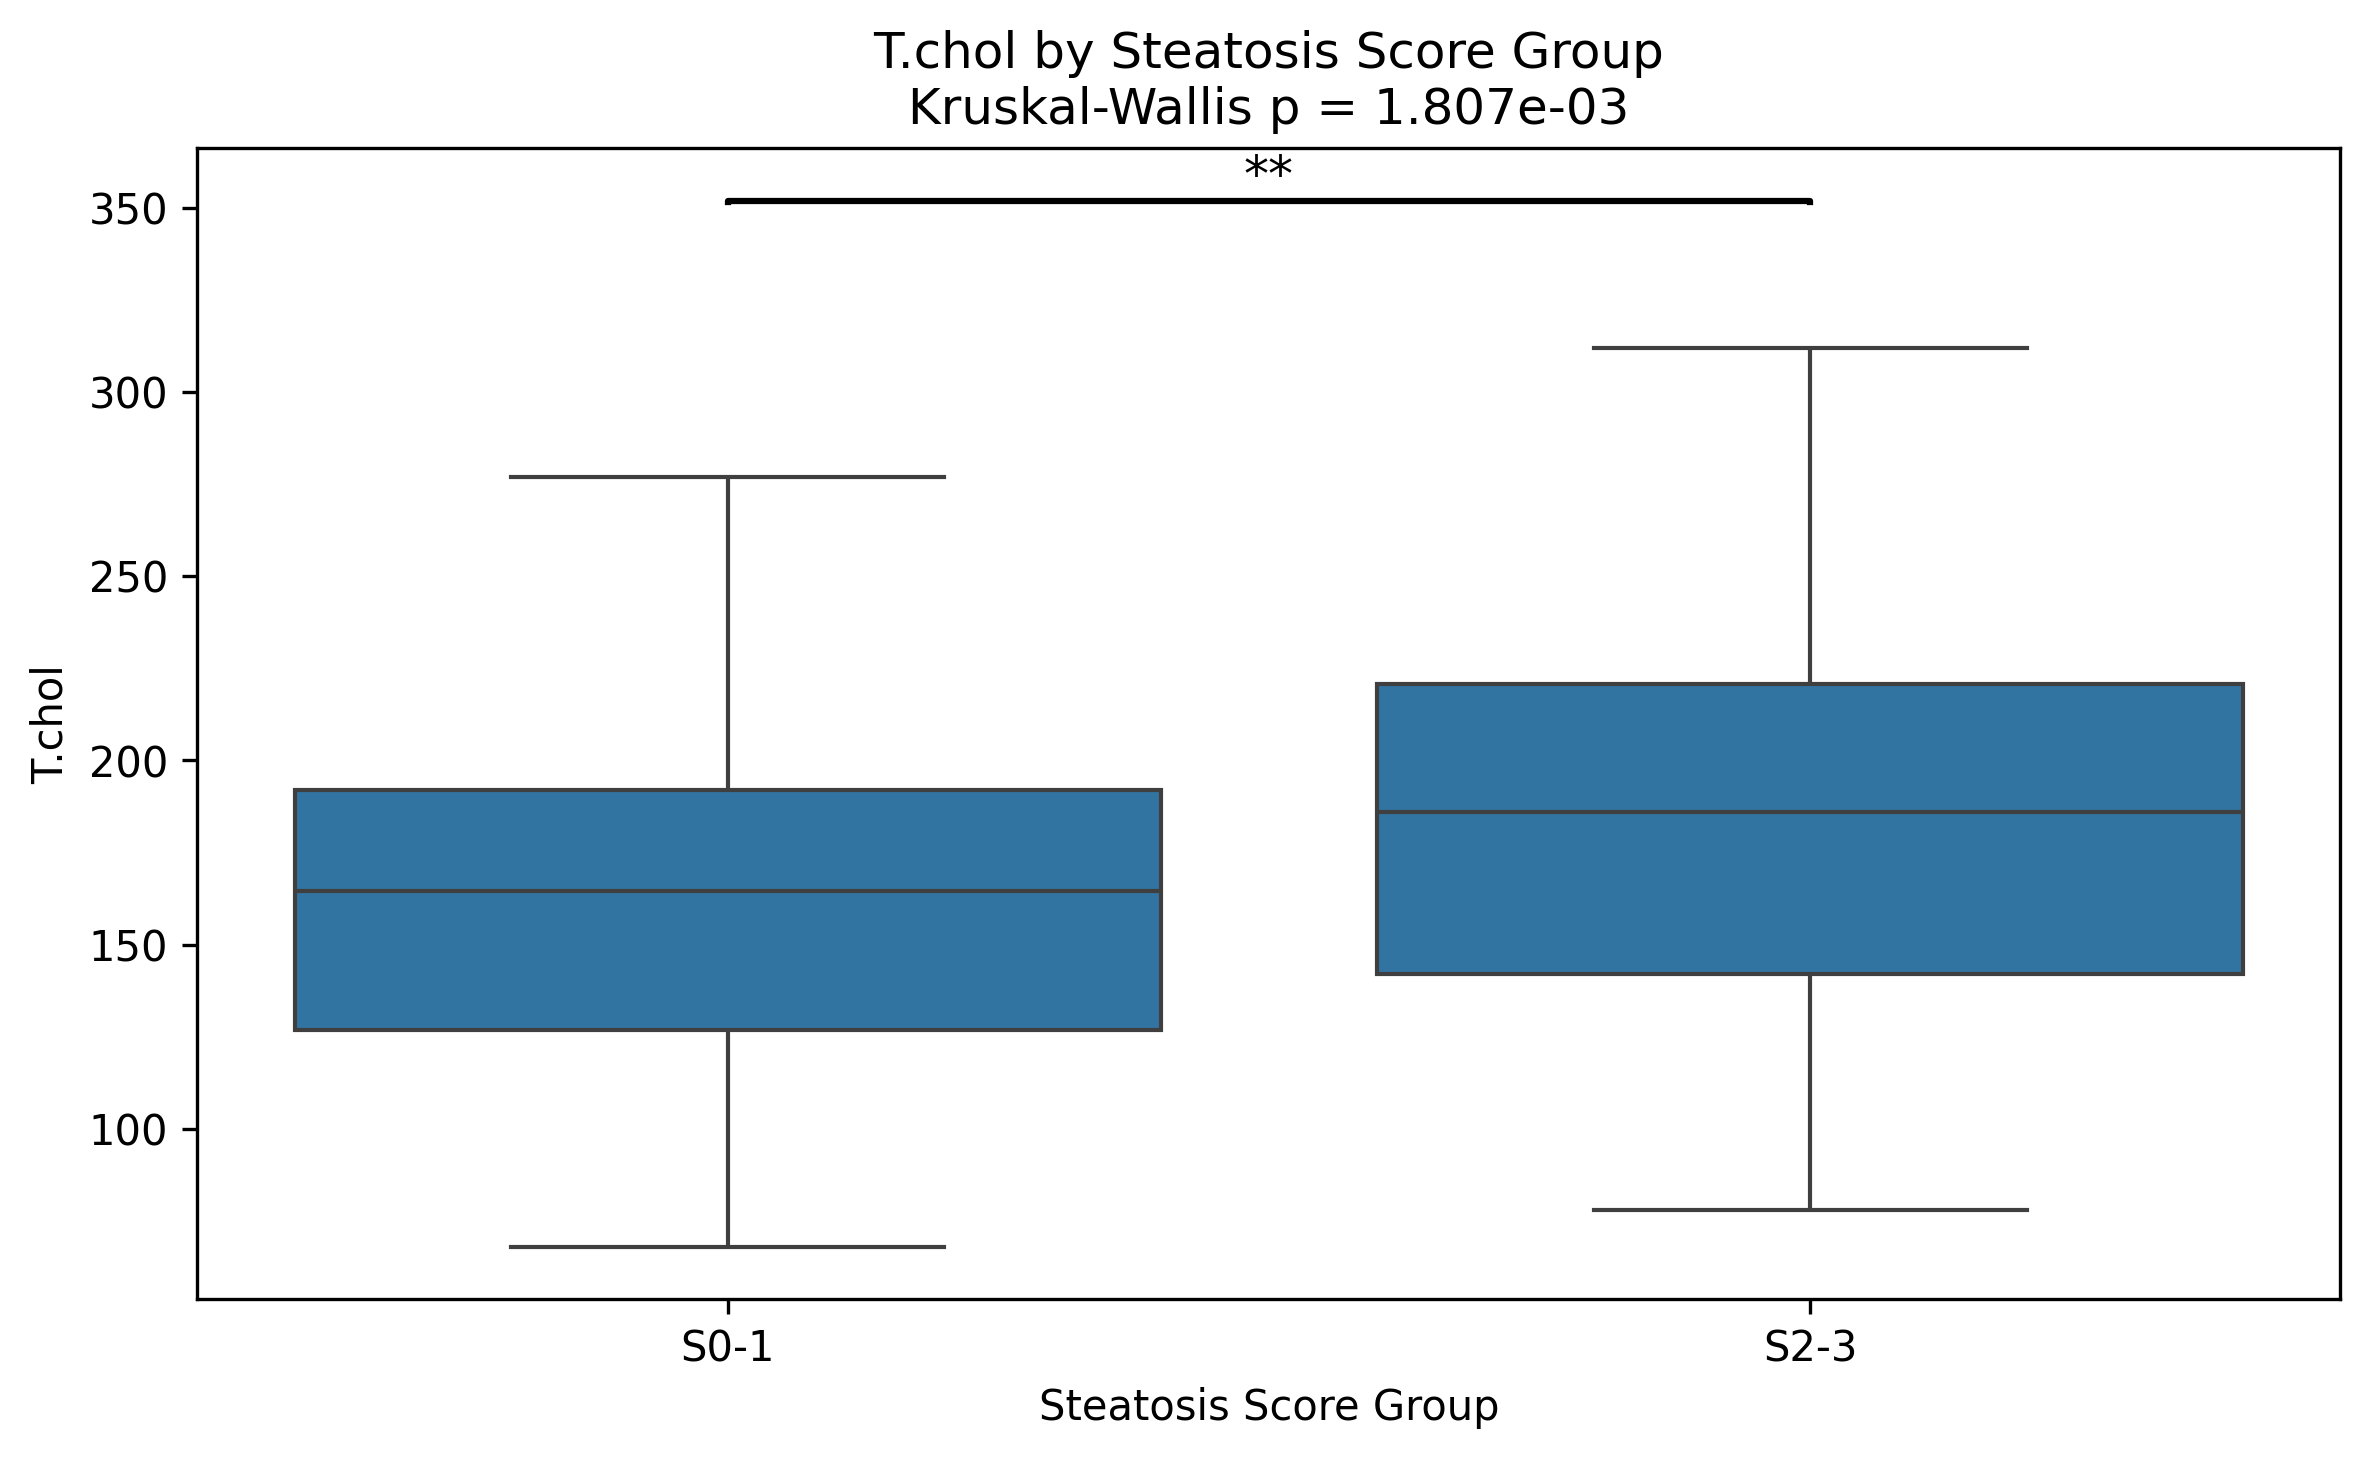 T.chol by Steatosis Score Group
Kruskal-Wallis p = 1.807e-03
**
350
300
250
200
150
100
T.chol
S0-1
S2-3
Steatosis Score Group